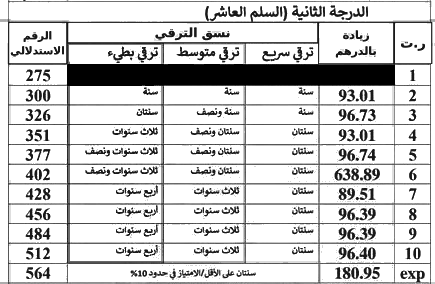 الدرجة الثانية (السلم العاشر)
ر.ت زيادة بالدرهم نسق الترقي الرقم الاستدلالي
ترقي سريع ترقي متوسط ترقي بطيء
1 275
2 93.01 سنة سنة سنة 300
3 96.73 سنة سنة ونصف سنتان 326
4 93.01 سنتان سنتان ونصف ثلاث سنوات 351
5 96.74 سنتان سنتان ونصف ثلاث سنوات ونصف 377
6 638.89 سنتان سنتان ونصف ثلاث سنوات ونصف 402
7 89.51 سنتان ثلاث سنوات أربع سنوات 428
8 96.39 سنتان ثلاث سنوات أربع سنوات 456
9 96.39 سنتان ثلاث سنوات أربع سنوات 484
10 96.40 سنتان ثلاث سنوات أربع سنوات 512
exp 180.95 سنتان على الأقل/الامتياز في حدود 10% 564